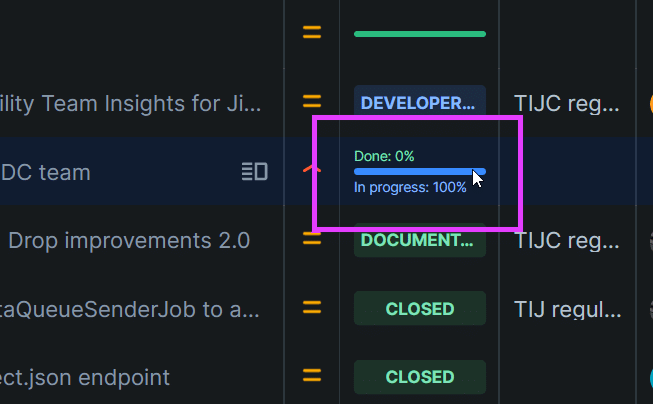 ility Team Insights for Ji...
DEVELOPER...
TIJC reg...
Done: 0%
DC team
In progress: 100%
Drop improvements 2.0
DOCUMENT...
TIJC reg...
taQueueSenderJob to a...
CLOSED
TIJ regul...
ect.json endpoint
CLOSED